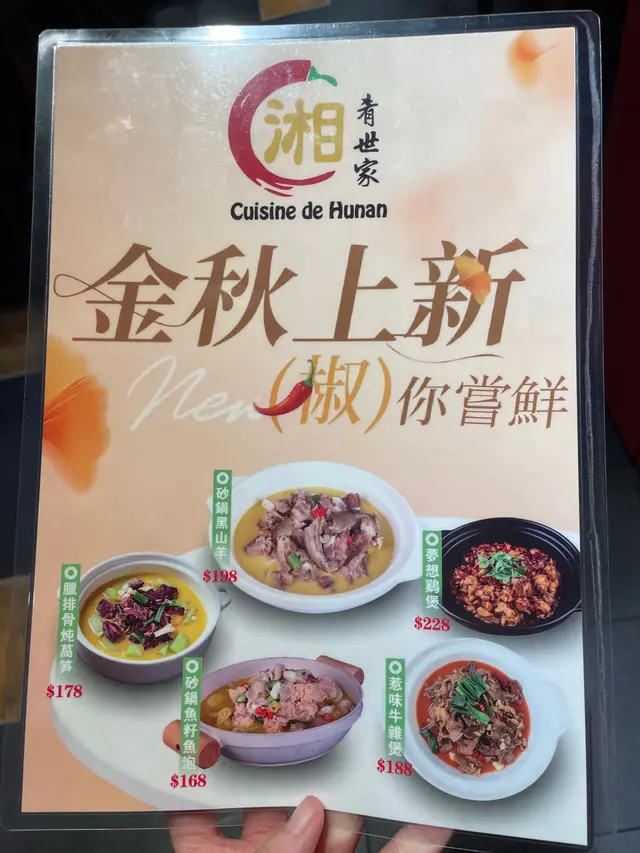 湘
肴世家
Cuisine de Hunan
金秋上新
New
(椒)你嘗鮮
砂鍋黑山羊
$198
夢想鷄煲
$228
臘排骨炖萵筍
$178
砂鍋魚籽魚泡
$168
惹味牛雜煲
$188